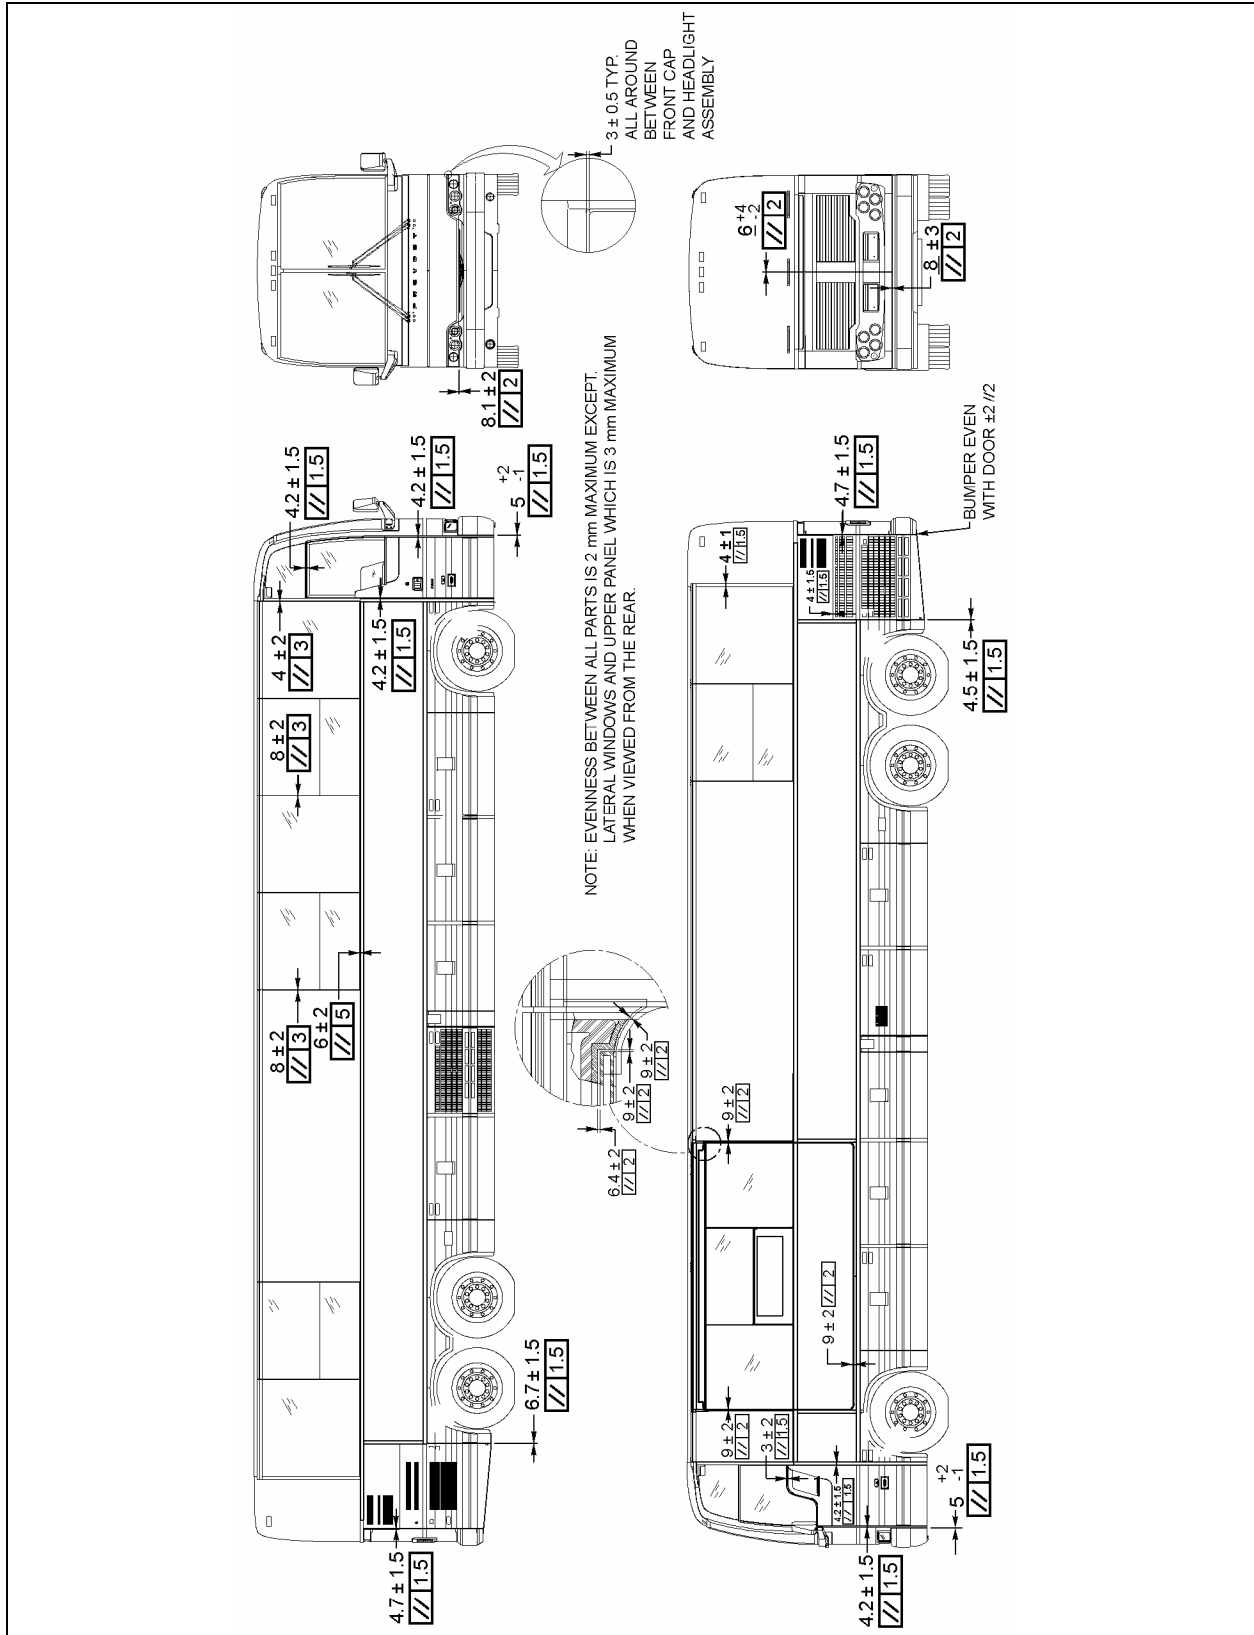 3 ± 0.5 TYP.
ALL AROUND
BETWEEN
FRONT CAP
AND HEADLIGHT
ASSEMBLY
PREVOST
8.1 ± 2
// 2
6 +4 -2
// 2
8 ± 3
// 2
NOTE: EVENNESS BETWEEN ALL PARTS IS 2 mm MAXIMUM EXCEPT.
LATERAL WINDOWS AND UPPER PANEL WHICH IS 3 mm MAXIMUM
WHEN VIEWED FROM THE REAR.
4.2 ± 1.5
// 1.5
4.2 ± 1.5
// 1.5
5 +2 -1
// 1.5
4 ± 2
// 3
4.2 ± 1.5
// 1.5
8 ± 2
// 3
8 ± 2
// 3
6 ± 2
// 5
6.7 ± 1.5
// 1.5
4.7 ± 1.5
// 1.5
9 ± 2
// 2
9 ± 2
// 2
6.4 ± 2
// 2
BUMPER EVEN
WITH DOOR ±2 //2
4.7 ± 1.5
// 1.5
4 ± 1
// 1.5
4 ± 1.5
// 1.5
4.5 ± 1.5
// 1.5
9 ± 2
// 2
9 ± 2 // 2
9 ± 2
// 2
3 ± 2
// 1.5
4.2 ± 1.5
// 1.5
5 +2 -1
// 1.5
4.2 ± 1.5
// 1.5